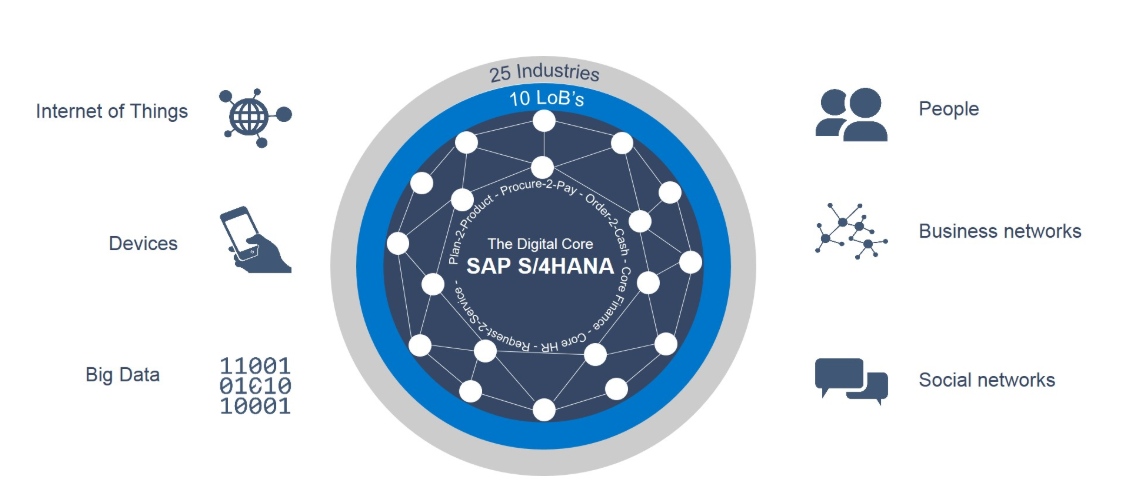 25 Industries
10 LoB's
Internet of Things
People
Plan-2-Product - Procure-2-Pay - Order-2-Cash - Core Finance - Core HR - Request-2-Service -
Devices
The Digital Core
SAP S/4HANA
Business networks
Big Data
11001
01C10
10001
Social networks